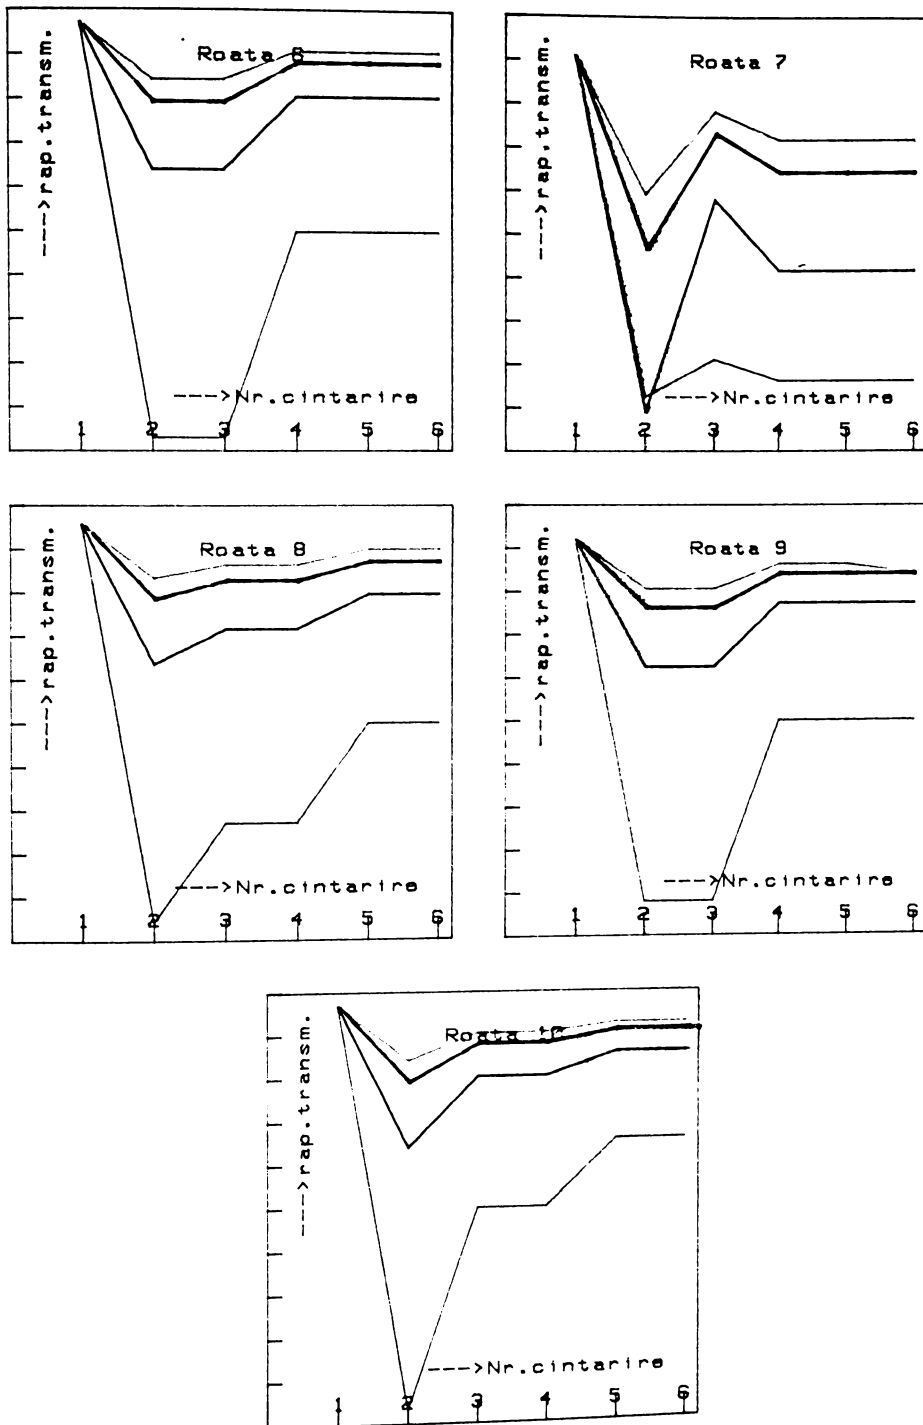 Roata 6
--->rap.transm.
--->Nr.cintarire
1 2 3 4 5 6
Roata 7
--->rap.transm.
--->Nr.cintarire
1 2 3 4 5 6
Roata 8
--->rap.transm.
--->Nr.cintarire
1 2 3 4 5 6
Roata 9
--->rap.transm.
--->Nr.cintarire
1 2 3 4 5 6
Roata 10
--->rap.transm.
--->Nr.cintarire
1 2 3 4 5 6